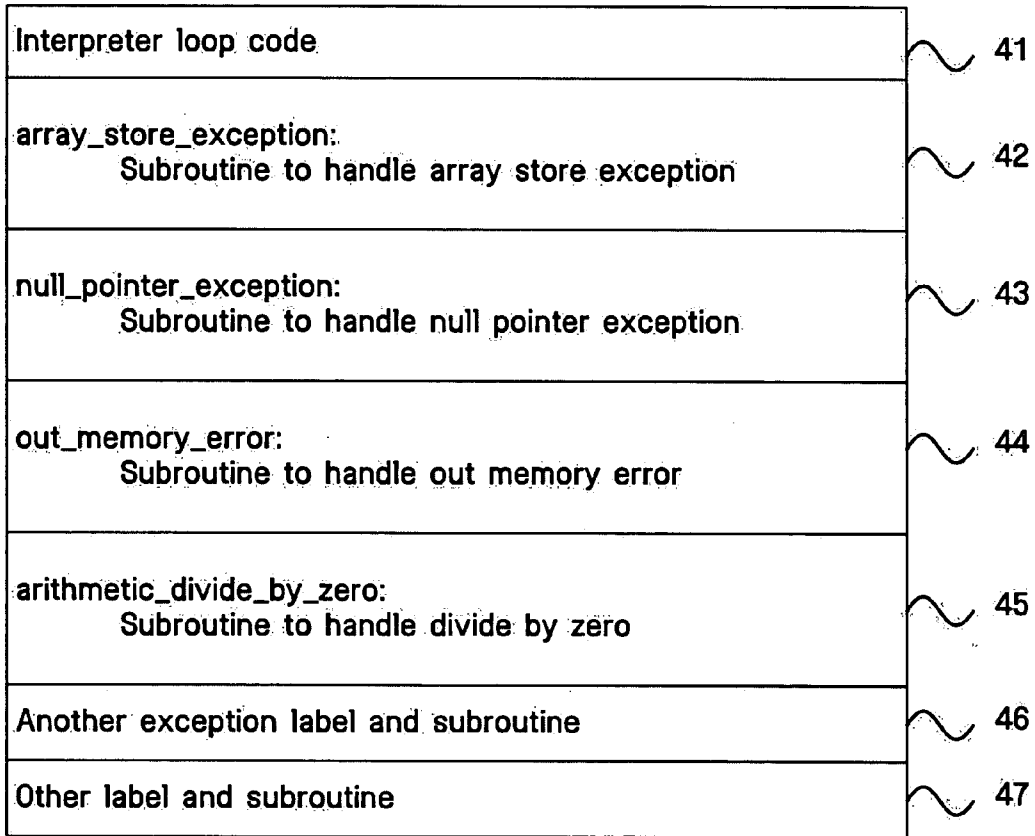 Interpreter loop code
41
array_store_exception:
Subroutine to handle array store exception
42
null_pointer_exception:
Subroutine to handle null pointer exception
43
out_memory_error:
Subroutine to handle out memory error
44
arithmetic_divide_by_zero:
Subroutine to handle divide by zero
45
Another exception label and subroutine
46
Other label and subroutine
47